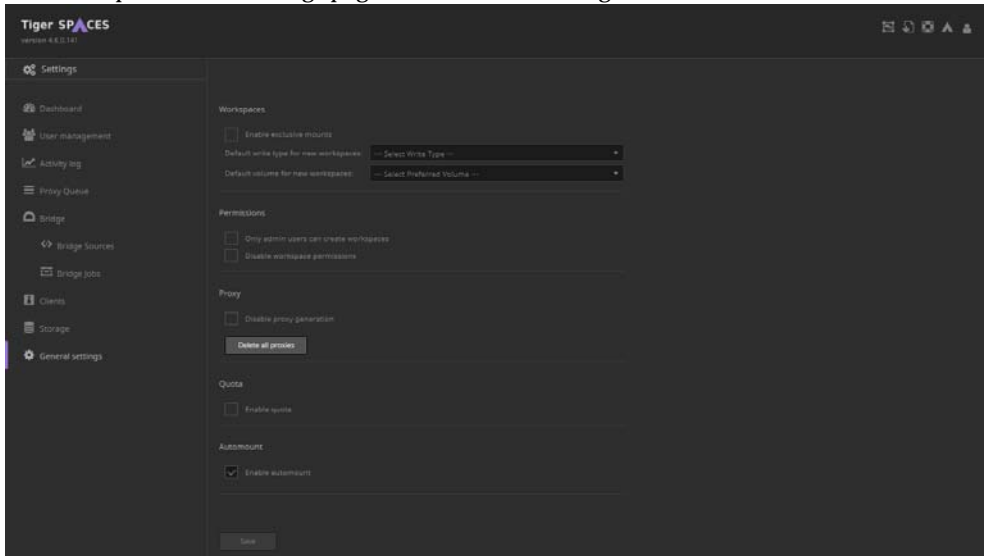 Tiger SPACES
version 4.6.0.141
Settings
Dashboard
User management
Activity log
Proxy Queue
Bridge
Bridge Sources
Bridge Jobs
Clients
Storage
General settings
Workspaces
Enable exclusive mounts
Default write type for new workspaces: --- Select Write Type ---
Default volume for new workspaces: --- Select Preferred Volume ---
Permissions
Only admin users can create workspaces
Disable workspace permissions
Proxy
Disable proxy generation
Delete all proxies
Quota
Enable quota
Automount
Enable automount
Save